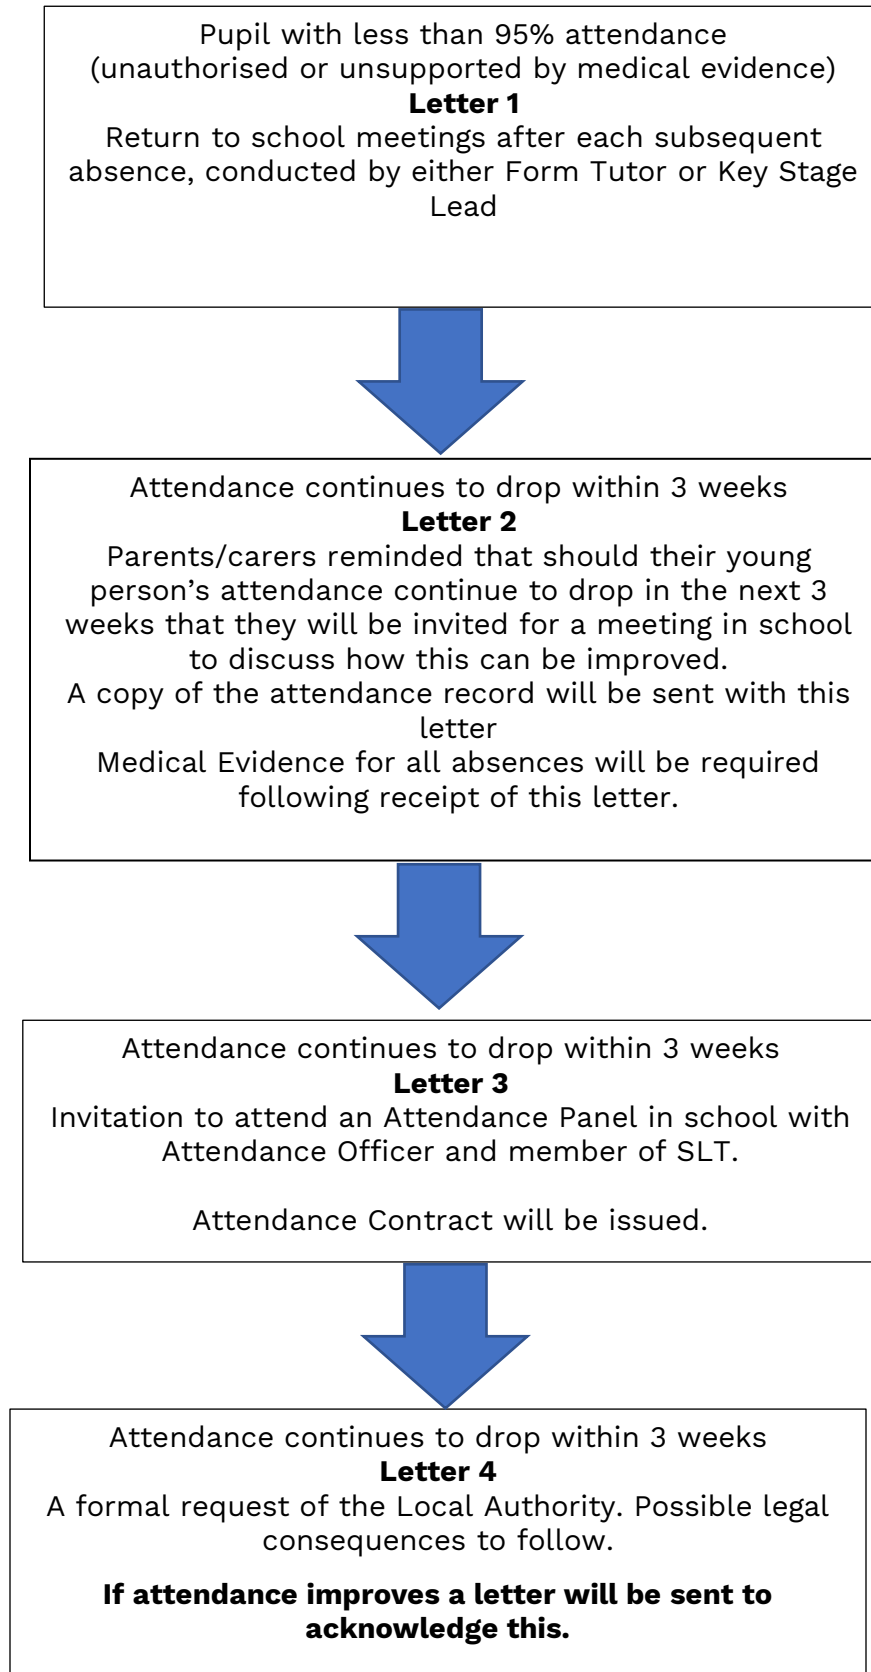 Pupil with less than 95% attendance
(unauthorised or unsupported by medical evidence)
Letter 1
Return to school meetings after each subsequent
absence, conducted by either Form Tutor or Key Stage
Lead
Attendance continues to drop within 3 weeks
Letter 2
Parents/carers reminded that should their young
person’s attendance continue to drop in the next 3
weeks that they will be invited for a meeting in school
to discuss how this can be improved.
A copy of the attendance record will be sent with this
letter
Medical Evidence for all absences will be required
following receipt of this letter.
Attendance continues to drop within 3 weeks
Letter 3
Invitation to attend an Attendance Panel in school with
Attendance Officer and member of SLT.
Attendance Contract will be issued.
Attendance continues to drop within 3 weeks
Letter 4
A formal request of the Local Authority. Possible legal
consequences to follow.
If attendance improves a letter will be sent to
acknowledge this.